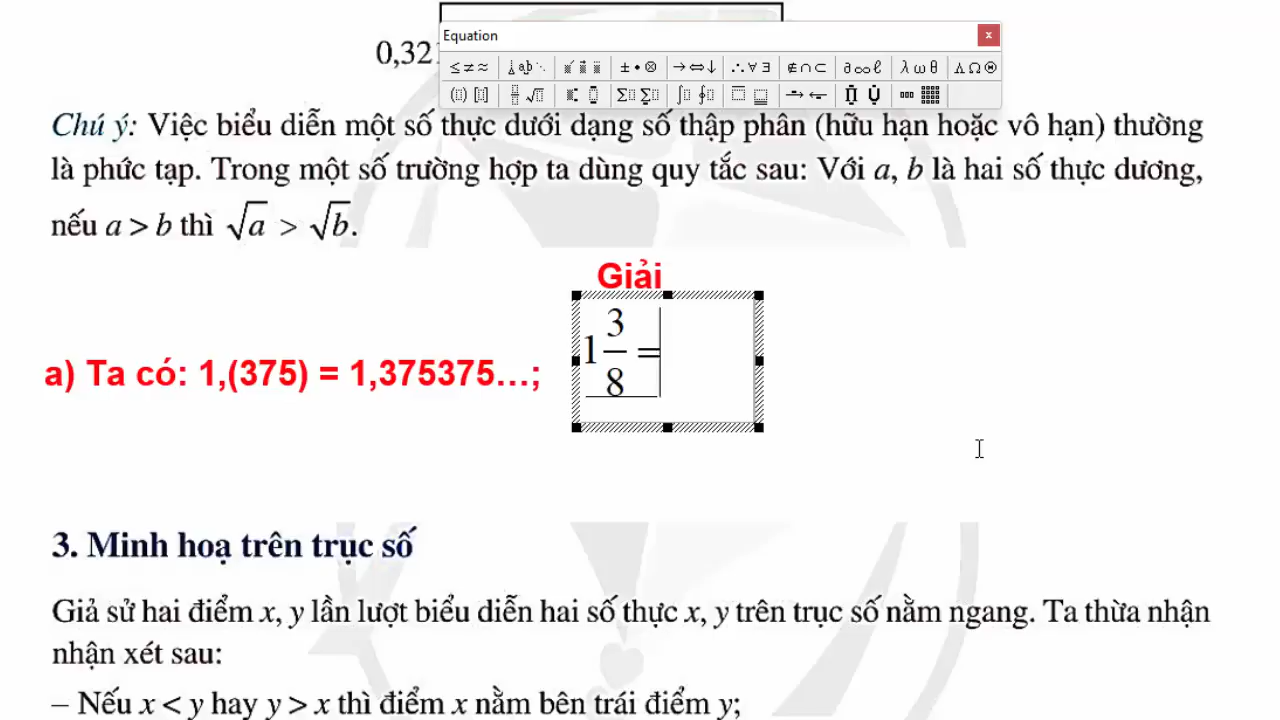 0,321
Equation
Chú ý: Việc biểu diễn một số thực dưới dạng số thập phân (hữu hạn hoặc vô hạn) thường
là phức tạp. Trong một số trường hợp ta dùng quy tắc sau: Với a, b là hai số thực dương,
nếu a > b thì √a > √b.
Giải
a) Ta có: 1,(375) = 1,375375...; 1 3/8 =
3. Minh hoạ trên trục số
Giả sử hai điểm x, y lần lượt biểu diễn hai số thực x, y trên trục số nằm ngang. Ta thừa nhận
nhận xét sau:
– Nếu x < y hay y > x thì điểm x nằm bên trái điểm y;